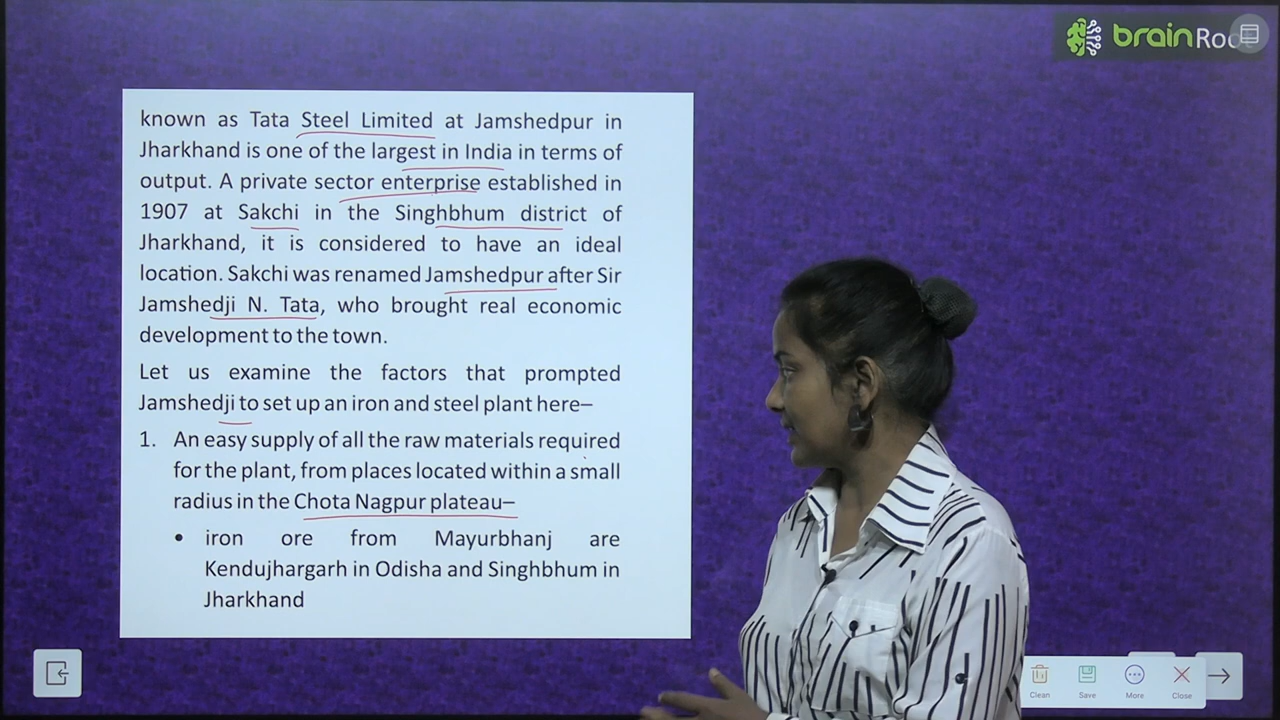 brainRoo
known as Tata Steel Limited at Jamshedpur in
Jharkhand is one of the largest in India in terms of
output. A private sector enterprise established in
1907 at Sakchi in the Singhbhum district of
Jharkhand, it is considered to have an ideal
location. Sakchi was renamed Jamshedpur after Sir
Jamshedji N. Tata, who brought real economic
development to the town.
Let us examine the factors that prompted
Jamshedji to set up an iron and steel plant here–
1. An easy supply of all the raw materials required
for the plant, from places located within a small
radius in the Chota Nagpur plateau–
• iron ore from Mayurbhanj are
Kendujhargarh in Odisha and Singhbhum in
Jharkhand
Clean Save More Close